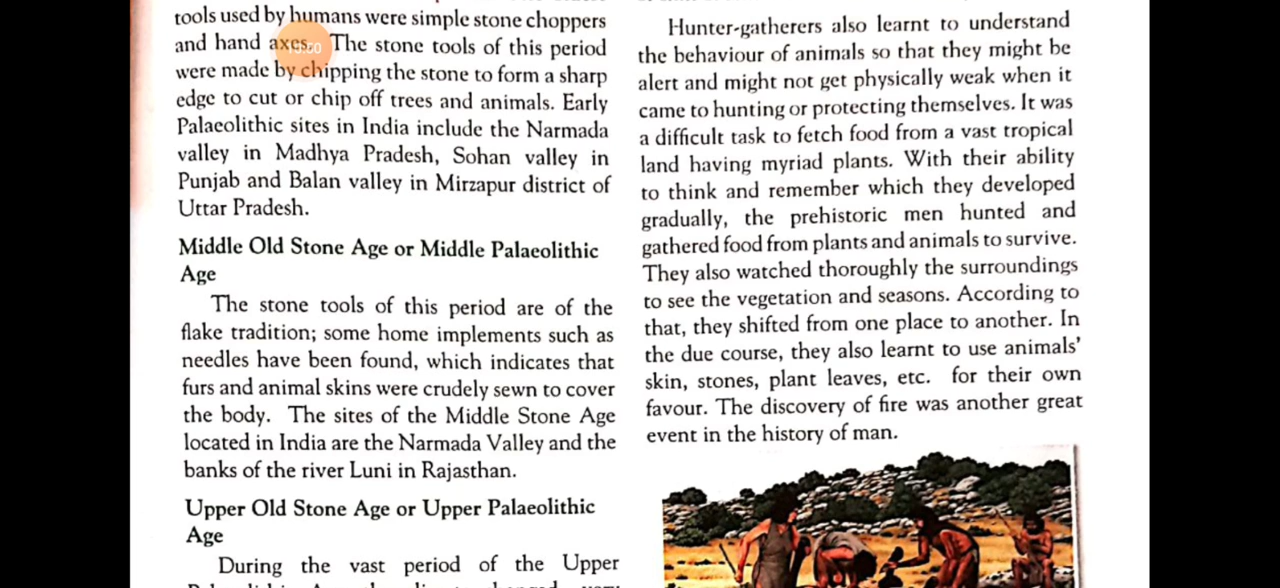 tools used by humans were simple stone choppers
and hand axes. The stone tools of this period
were made by chipping the stone to form a sharp
edge to cut or chip off trees and animals. Early
Palaeolithic sites in India include the Narmada
valley in Madhya Pradesh, Sohan valley in
Punjab and Balan valley in Mirzapur district of
Uttar Pradesh.
Middle Old Stone Age or Middle Palaeolithic
Age
The stone tools of this period are of the
flake tradition; some home implements such as
needles have been found, which indicates that
furs and animal skins were crudely sewn to cover
the body. The sites of the Middle Stone Age
located in India are the Narmada Valley and the
banks of the river Luni in Rajasthan.
Upper Old Stone Age or Upper Palaeolithic
Age
During the vast period of the Upper
Hunter-gatherers also learnt to understand
the behaviour of animals so that they might be
alert and might not get physically weak when it
came to hunting or protecting themselves. It was
a difficult task to fetch food from a vast tropical
land having myriad plants. With their ability
to think and remember which they developed
gradually, the prehistoric men hunted and
gathered food from plants and animals to survive.
They also watched thoroughly the surroundings
to see the vegetation and seasons. According to
that, they shifted from one place to another. In
the due course, they also learnt to use animals'
skin, stones, plant leaves, etc. for their own
favour. The discovery of fire was another great
event in the history of man.